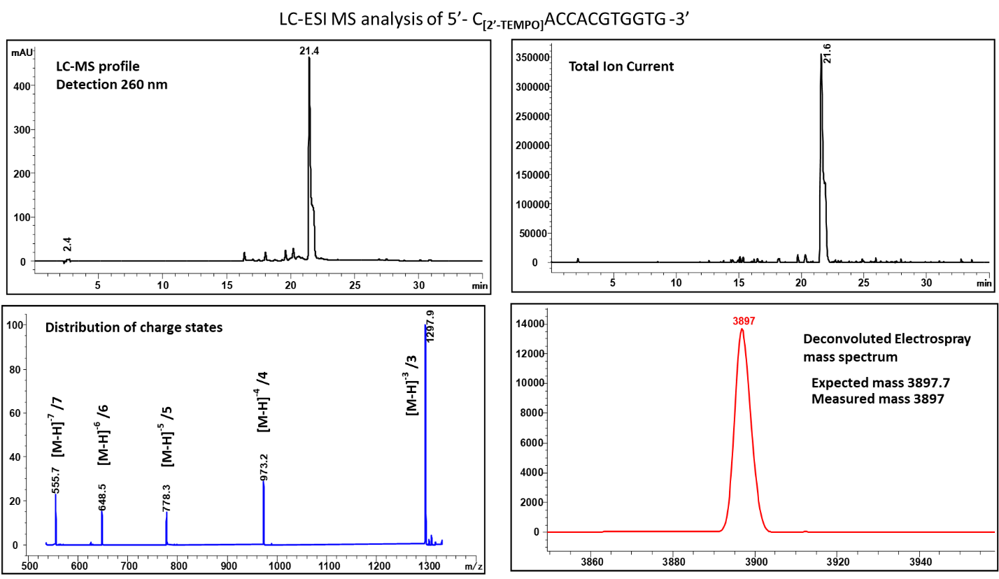 LC-ESI MS analysis of 5’- C[2’-TEMPO]ACCACGTGGTG -3’
mAU
LC-MS profile
Detection 260 nm
21.4
2.4
400
300
200
100
0
5 10 15 20 25 30 min
Total Ion Current
21.6
350000
300000
250000
200000
150000
100000
50000
0
5 10 15 20 25 30 min
Distribution of charge states
100
80
60
40
20
0
555.7
[M-H]-7 /7
648.5
[M-H]-6 /6
778.3
[M-H]-5 /5
973.2
[M-H]-4 /4
1297.9
[M-H]-3 /3
500 600 700 800 900 1000 1100 1200 1300 m/z
3897
Deconvoluted Electrospray
mass spectrum
Expected mass 3897.7
Measured mass 3897
14000
12000
10000
8000
6000
4000
2000
0
3860 3880 3900 3920 3940